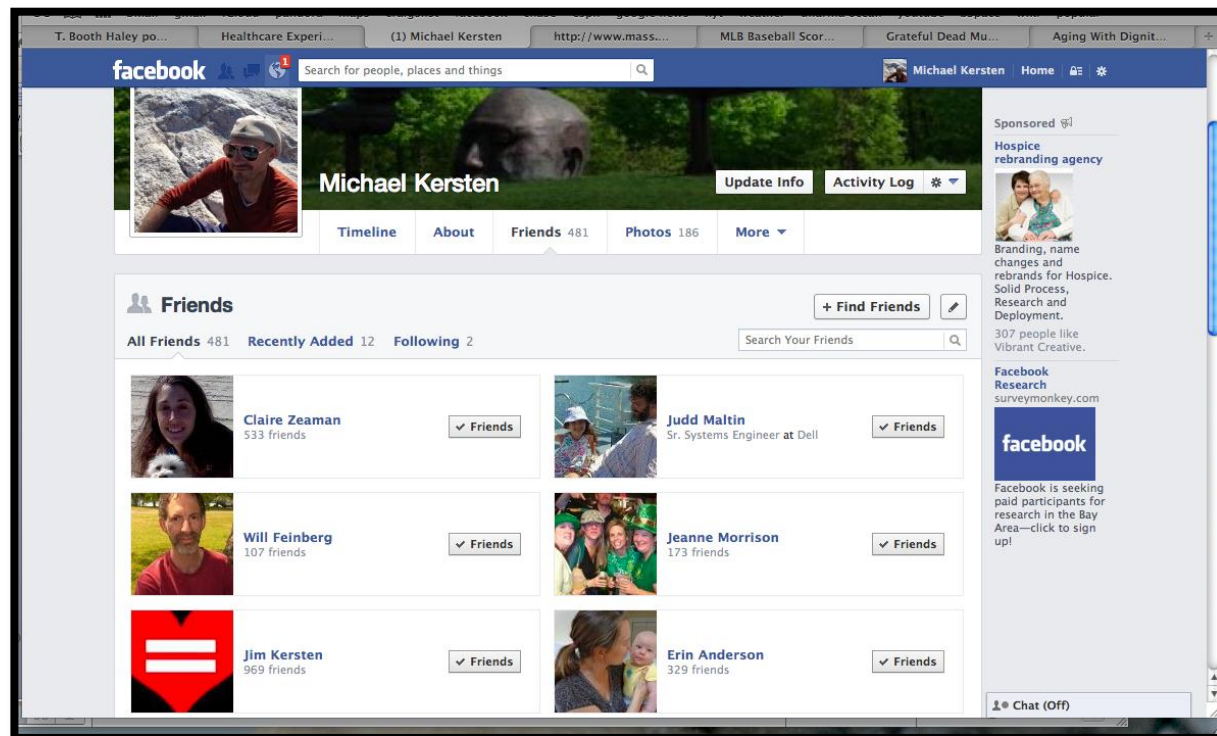 T. Booth Haley po...
Healthcare Experi...
(1) Michael Kersten
http://www.mass....
MLB Baseball Scor...
Grateful Dead Mu...
Aging With Dignit...
facebook
1
Search for people, places and things
Michael Kersten
Home
Michael Kersten
Update Info
Activity Log
Timeline
About
Friends 481
Photos 186
More
Friends
+ Find Friends
All Friends 481
Recently Added 12
Following 2
Search Your Friends
Claire Zeaman
533 friends
✓ Friends
Judd Maltin
Sr. Systems Engineer at Dell
✓ Friends
Will Feinberg
107 friends
✓ Friends
Jeanne Morrison
173 friends
✓ Friends
Jim Kersten
969 friends
✓ Friends
Erin Anderson
329 friends
✓ Friends
Sponsored
Hospice
rebranding agency
Branding, name
changes and
rebrands for Hospice.
Solid Process,
Research and
Deployment.
307 people like
Vibrant Creative.
Facebook
Research
surveymonkey.com
facebook
Facebook is seeking
paid participants for
research in the Bay
Area—click to sign
up!
Chat (Off)